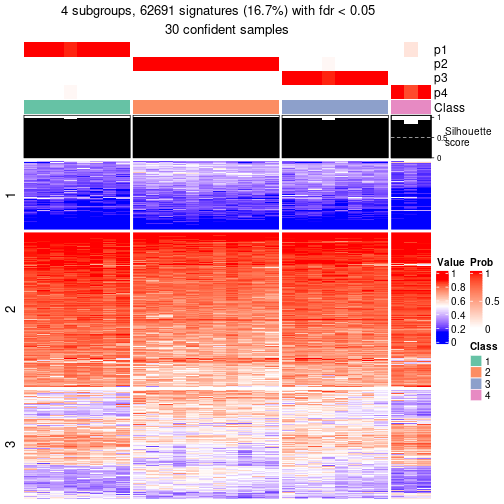 4 subgroups, 62691 signatures (16.7%) with fdr < 0.05
30 confident samples
p1
p2
p3
p4
Class
1
0.5
0
Silhouette
score
1
2
3
Value
1
0.8
0.6
0.4
0.2
0
Prob
1
0.5
0
Class
1
2
3
4